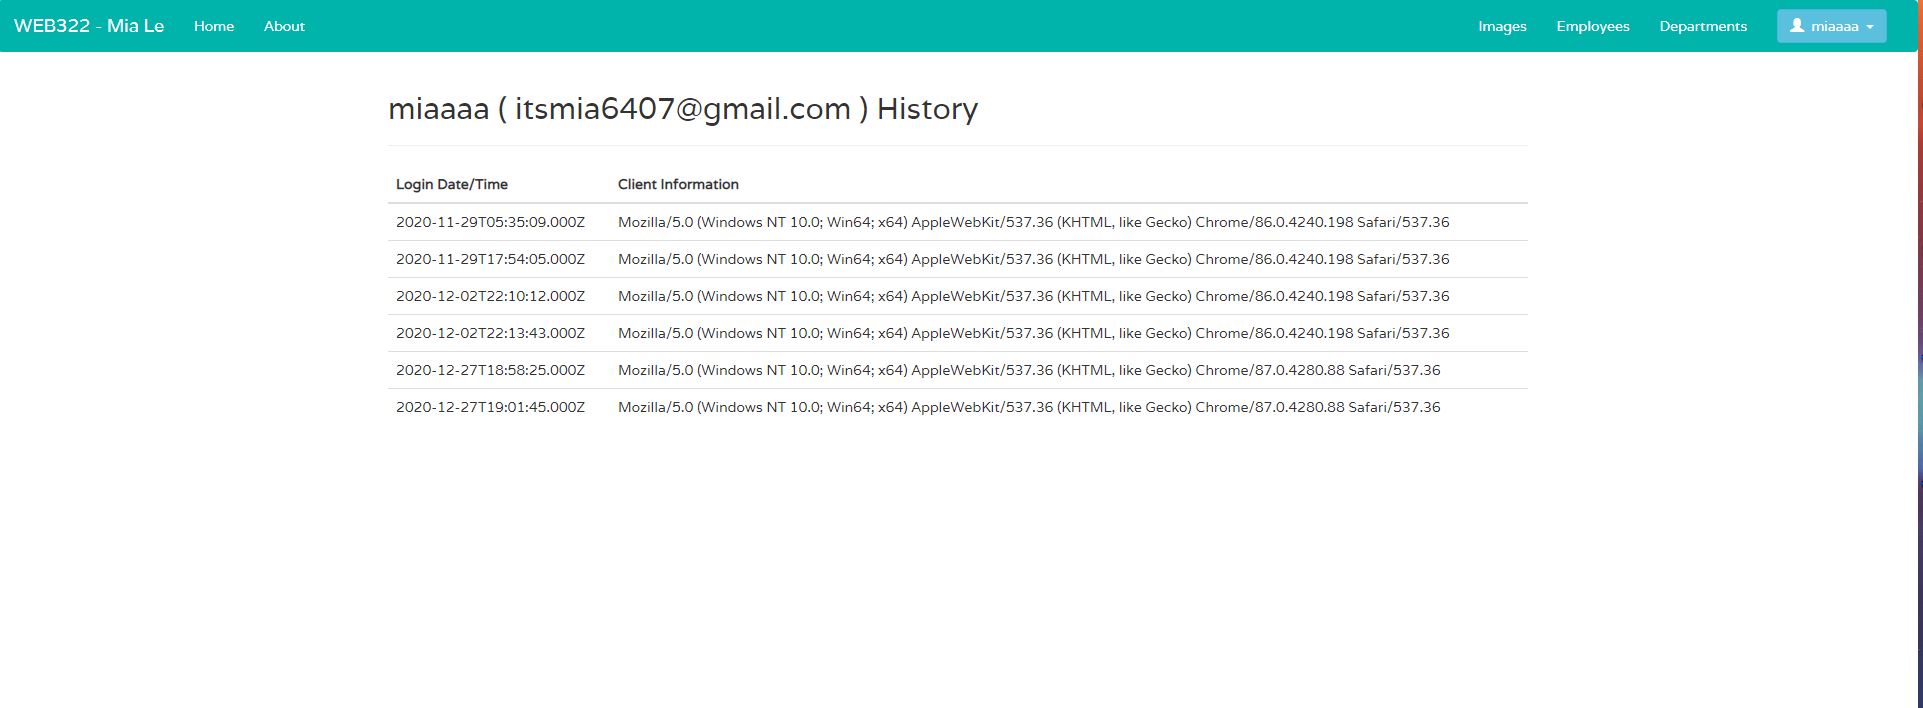 WEB322 - Mia Le Home About Images Employees Departments miaaaa
miaaaa ( itsmia6407@gmail.com ) History
Login Date/Time Client Information
2020-11-29T05:35:09.000Z Mozilla/5.0 (Windows NT 10.0; Win64; x64) AppleWebKit/537.36 (KHTML, like Gecko) Chrome/86.0.4240.198 Safari/537.36
2020-11-29T17:54:05.000Z Mozilla/5.0 (Windows NT 10.0; Win64; x64) AppleWebKit/537.36 (KHTML, like Gecko) Chrome/86.0.4240.198 Safari/537.36
2020-12-02T22:10:12.000Z Mozilla/5.0 (Windows NT 10.0; Win64; x64) AppleWebKit/537.36 (KHTML, like Gecko) Chrome/86.0.4240.198 Safari/537.36
2020-12-02T22:13:43.000Z Mozilla/5.0 (Windows NT 10.0; Win64; x64) AppleWebKit/537.36 (KHTML, like Gecko) Chrome/86.0.4240.198 Safari/537.36
2020-12-27T18:58:25.000Z Mozilla/5.0 (Windows NT 10.0; Win64; x64) AppleWebKit/537.36 (KHTML, like Gecko) Chrome/87.0.4280.88 Safari/537.36
2020-12-27T19:01:45.000Z Mozilla/5.0 (Windows NT 10.0; Win64; x64) AppleWebKit/537.36 (KHTML, like Gecko) Chrome/87.0.4280.88 Safari/537.36